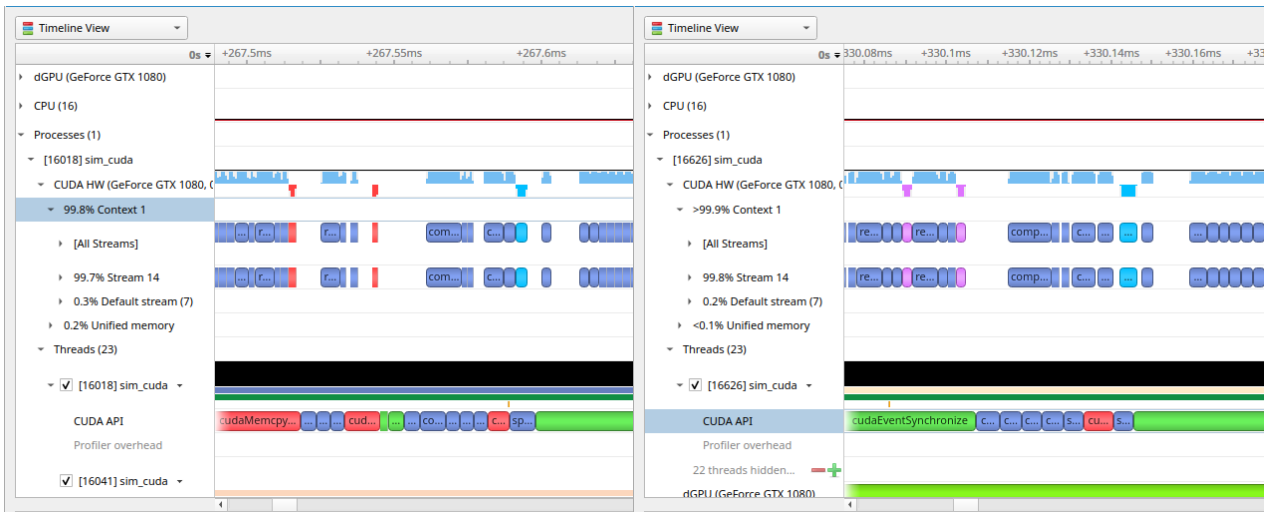 Timeline View
0s +267.5ms +267.55ms +267.6ms
dGPU (GeForce GTX 1080)
CPU (16)
Processes (1)
[16018] sim_cuda
CUDA HW (GeForce GTX 1080, (
99.8% Context 1
[All Streams]
... r... r... com... c...
99.7% Stream 14
... r... r... com... c...
0.3% Default stream (7)
0.2% Unified memory
Threads (23)
[16018] sim_cuda
CUDA API
cudaMemcpy... ... ... ... cud... ... ... co... ... ... ... c... sp...
Profiler overhead
[16041] sim_cuda
Timeline View
0s 330.08ms +330.1ms +330.12ms +330.14ms +330.16ms +33
dGPU (GeForce GTX 1080)
CPU (16)
Processes (1)
[16626] sim_cuda
CUDA HW (GeForce GTX 1080, (
>99.9% Context 1
[All Streams]
re... re... comp... c... ... ... ...
99.8% Stream 14
re... re... comp... c... ... ... ...
0.2% Default stream (7)
<0.1% Unified memory
Threads (23)
[16626] sim_cuda
CUDA API
cudaEventSynchronize c... c... c... c... s... cu... s...
Profiler overhead
22 threads hidden...
dGPU (GeForce GTX 1080)